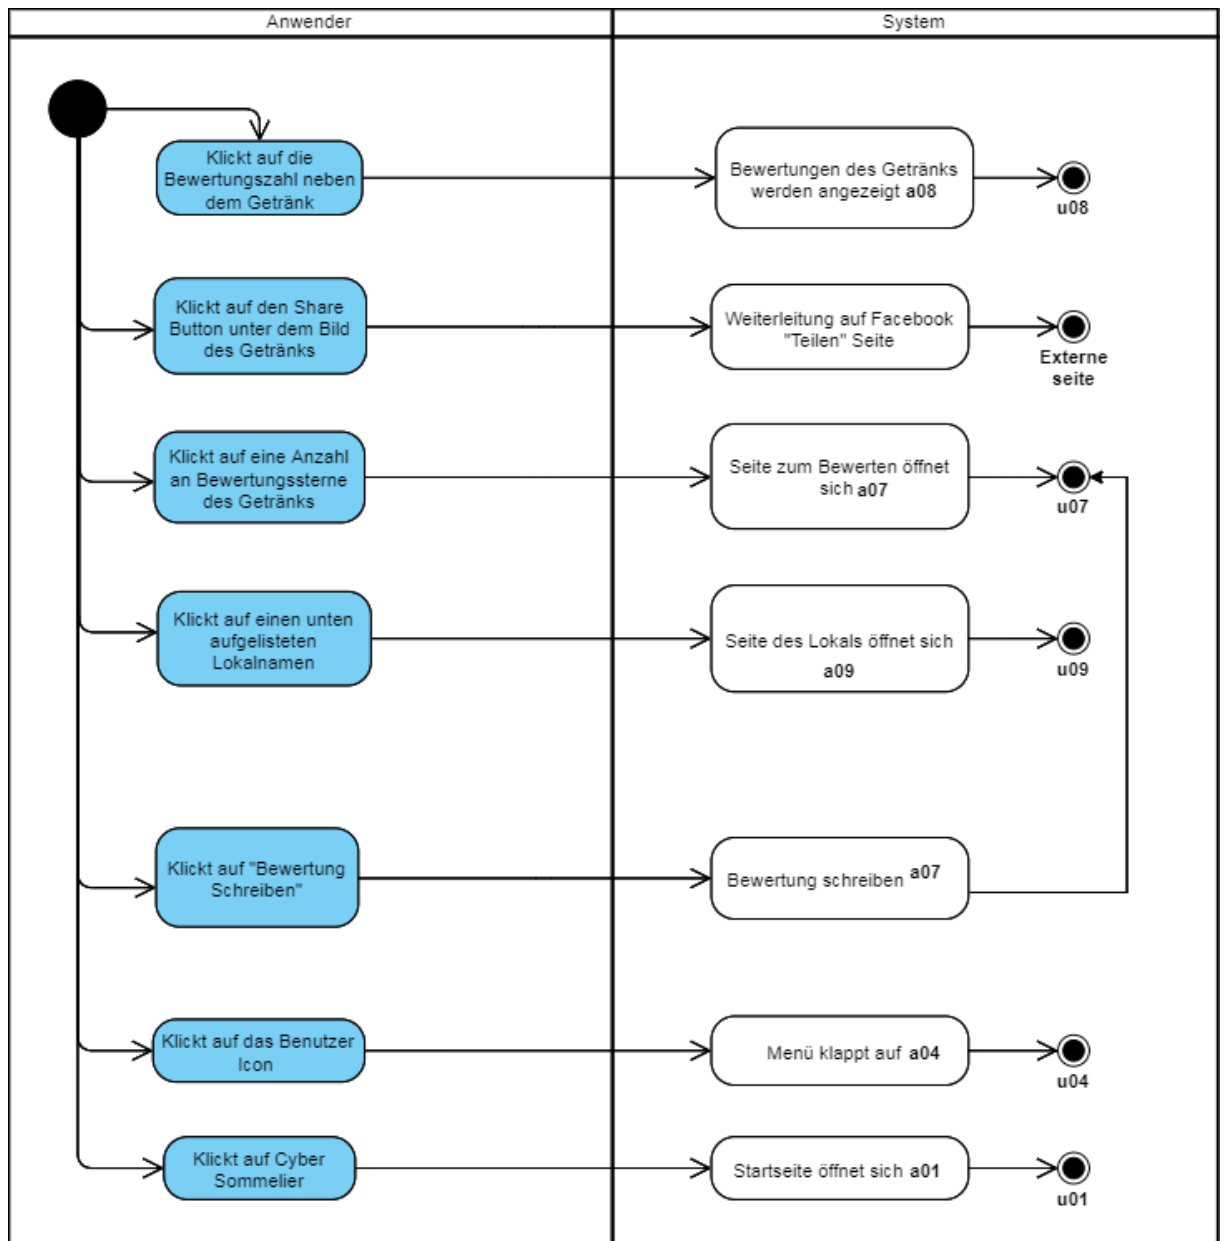 Anwender
System
Klickt auf die
Bewertungszahl neben
dem Getränk
Bewertungen des Getränks
werden angezeigt a08
u08
Klickt auf den Share
Button unter dem Bild
des Getränks
Weiterleitung auf Facebook
"Teilen" Seite
Externe
seite
Klickt auf eine Anzahl
an Bewertungssterne
des Getränks
Seite zum Bewerten öffnet
sich a07
u07
Klickt auf einen unten
aufgelisteten
Lokalnamen
Seite des Lokals öffnet sich
a09
u09
Klickt auf "Bewertung
Schreiben"
Bewertung schreiben a07
Klickt auf das Benutzer
Icon
Menü klappt auf a04
u04
Klickt auf Cyber
Sommelier
Startseite öffnet sich a01
u01